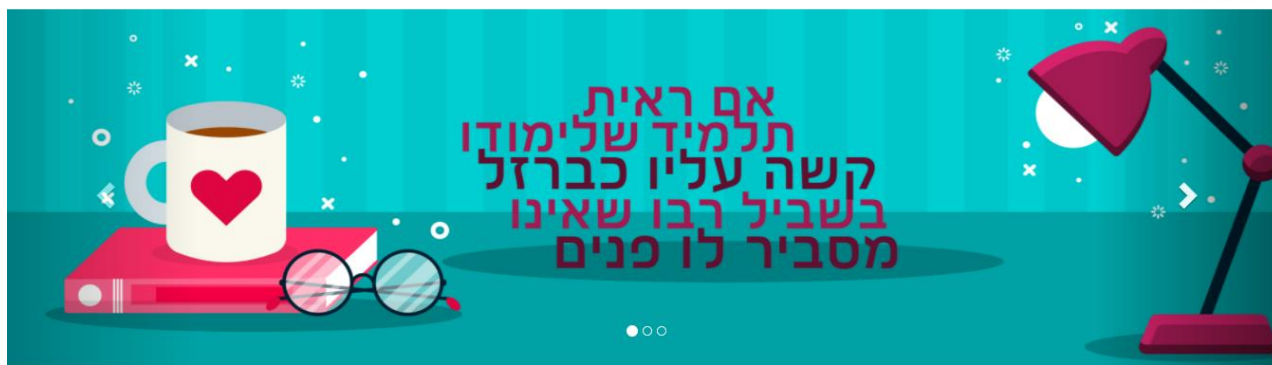 אם ראית
תלמיד שלימודו
קשה עליו כברזל
בשביל רבו שאינו
מסביר לו פנים